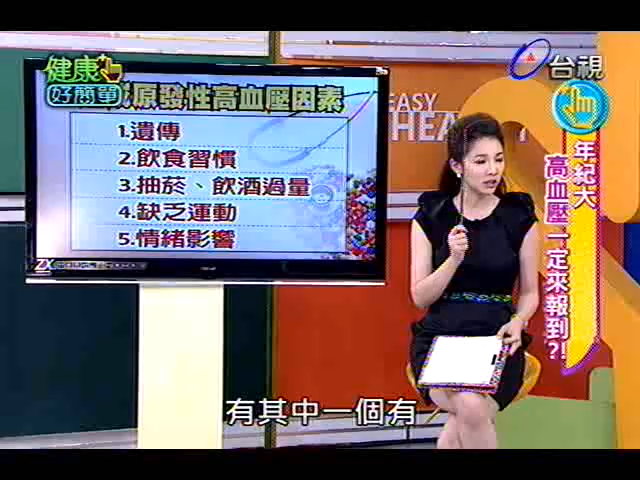 健康
好簡單
原發性高血壓因素
1.遺傳
2.飲食習慣
3.抽菸、飲酒過量
4.缺乏運動
5.情緒影響
EASY
HEA
台視
年紀大
高血壓一定來報到?!
有其中一個有